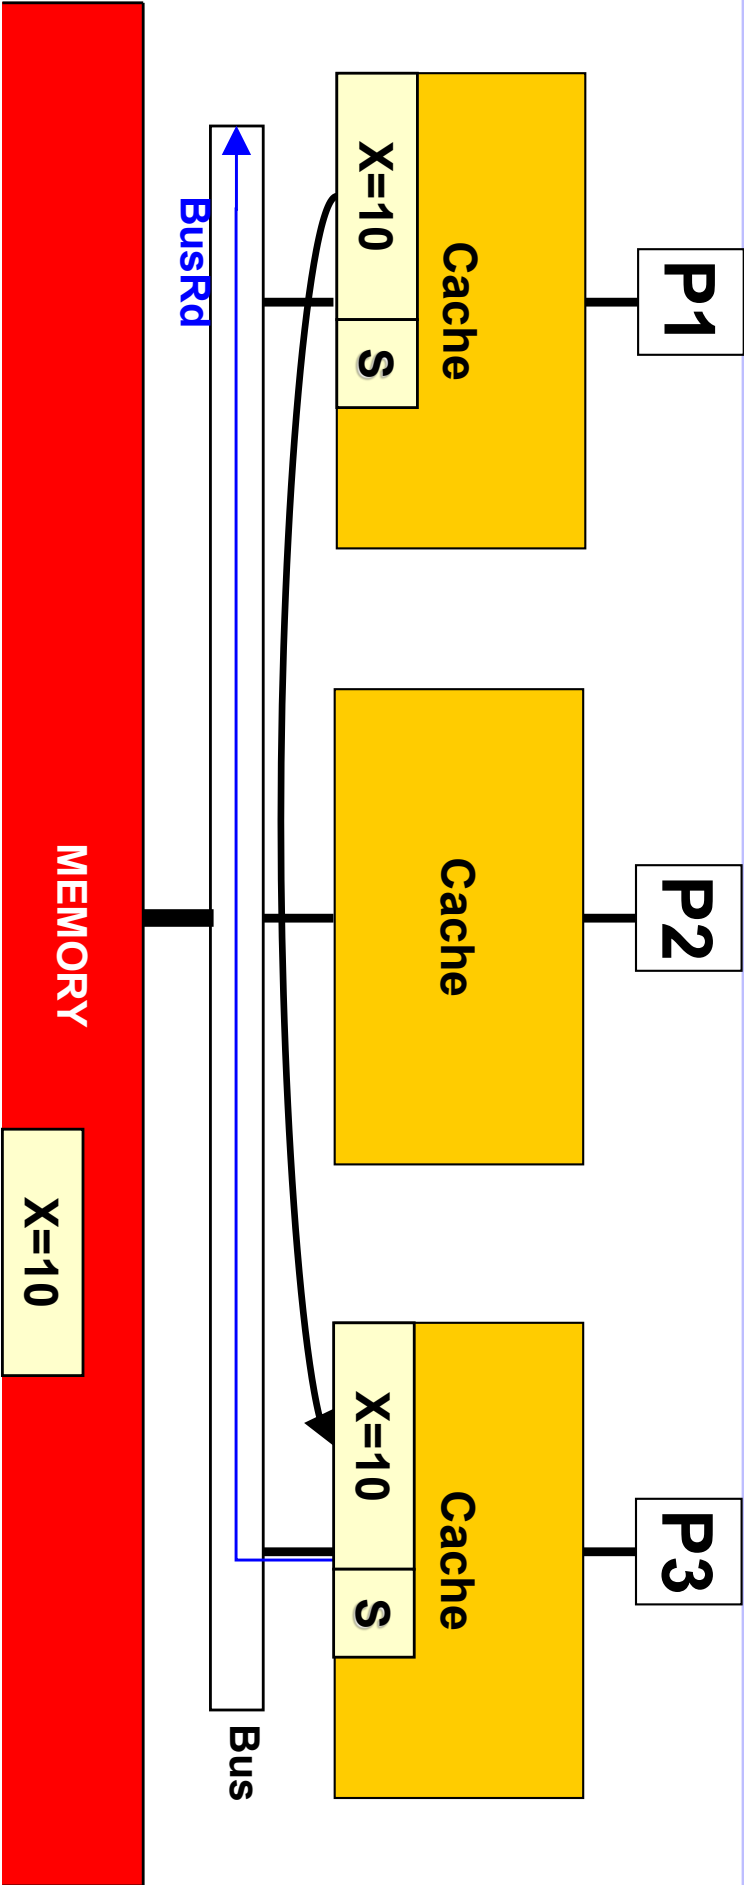 P1
P2
P3
Cache
Cache
Cache
X=10
S
X=10
S
BusRd
Bus
MEMORY
X=10